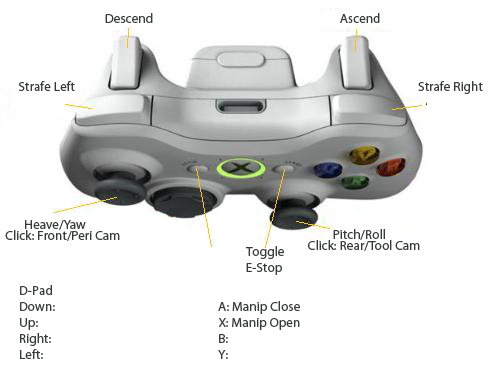 Descend
Ascend
Strafe Left
Strafe Right
Heave/Yaw
Click: Front/Peri Cam
Toggle
E-Stop
Pitch/Roll
Click: Rear/Tool Cam
D-Pad
Down:
Up:
Right:
Left:
A: Manip Close
X: Manip Open
B:
Y: